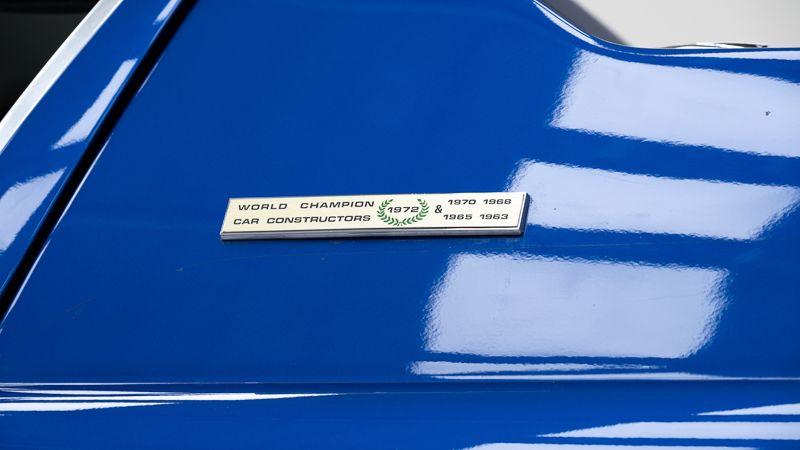 WORLD CHAMPION
CAR CONSTRUCTORS
1972
&
1970 1968
1965 1963